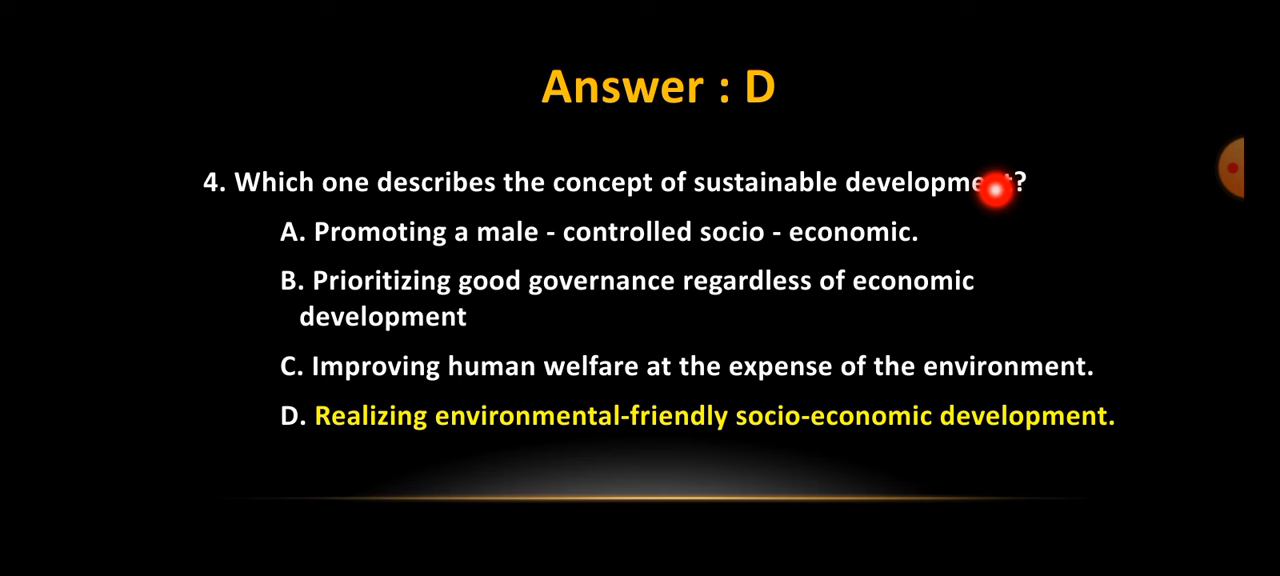 Answer : D
4. Which one describes the concept of sustainable development?
A. Promoting a male - controlled socio - economic.
B. Prioritizing good governance regardless of economic
development
C. Improving human welfare at the expense of the environment.
D. Realizing environmental-friendly socio-economic development.